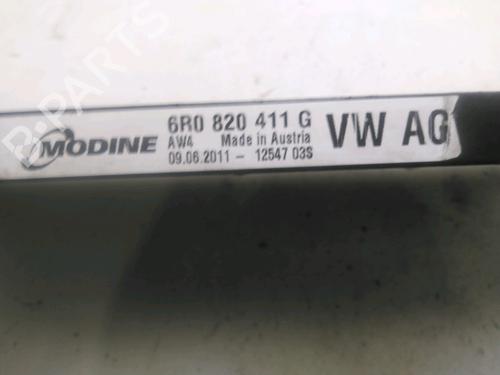 MODINE
6R0 820 411 G
AW4 Made in Austria
09.06.2011 - 12547 03S
VW AG
B-PARTS